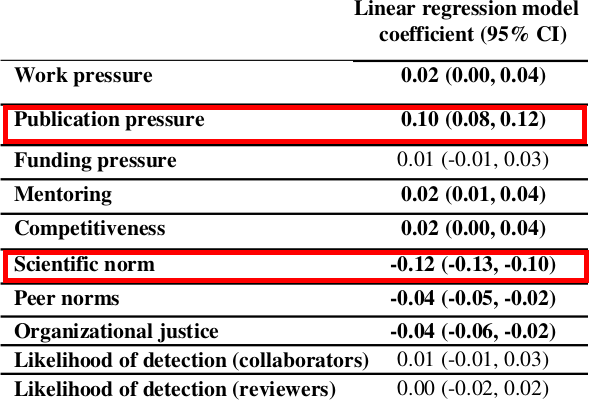 Linear regression model
coefficient (95% CI)
Work pressure 0.02 (0.00, 0.04)
Publication pressure 0.10 (0.08, 0.12)
Funding pressure 0.01 (-0.01, 0.03)
Mentoring 0.02 (0.01, 0.04)
Competitiveness 0.02 (0.00, 0.04)
Scientific norm -0.12 (-0.13, -0.10)
Peer norms -0.04 (-0.05, -0.02)
Organizational justice -0.04 (-0.06, -0.02)
Likelihood of detection (collaborators) 0.01 (-0.01, 0.03)
Likelihood of detection (reviewers) 0.00 (-0.02, 0.02)